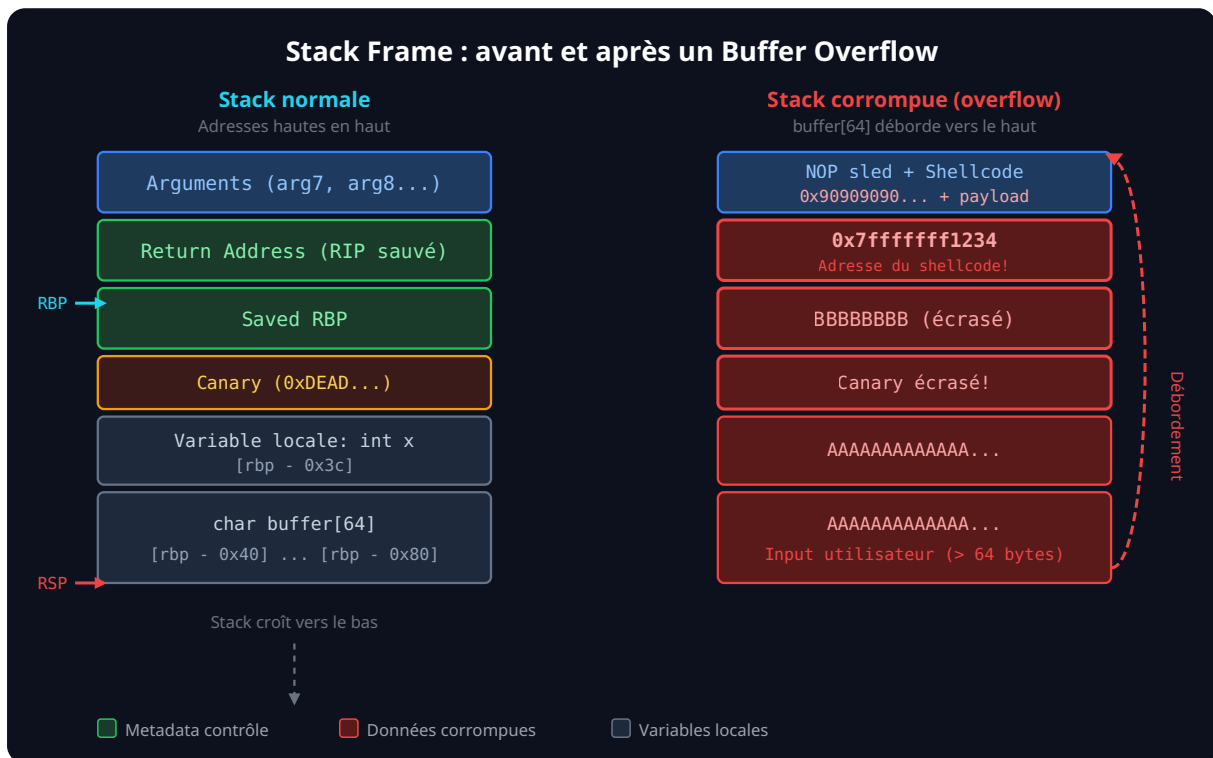 Stack Frame : avant et après un Buffer Overflow
Stack normale
Adresses hautes en haut
Arguments (arg7, arg8...)
Return Address (RIP sauvé)
RBP
Saved RBP
Canary (0xDEAD...)
Variable locale: int x
[rbp - 0x3c]
char buffer[64]
[rbp - 0x40] ... [rbp - 0x80]
RSP
Stack croît vers le bas
Stack corrompue (overflow)
buffer[64] déborde vers le haut
NOP sled + Shellcode
0x90909090... + payload
0x7fffffff1234
Adresse du shellcode!
BBBBBBBB (écrasé)
Canary écrasé!
AAAAAAAAAAAAA...
AAAAAAAAAAAAA...
Input utilisateur (> 64 bytes)
Débordement
Metadata contrôle
Données corrompues
Variables locales